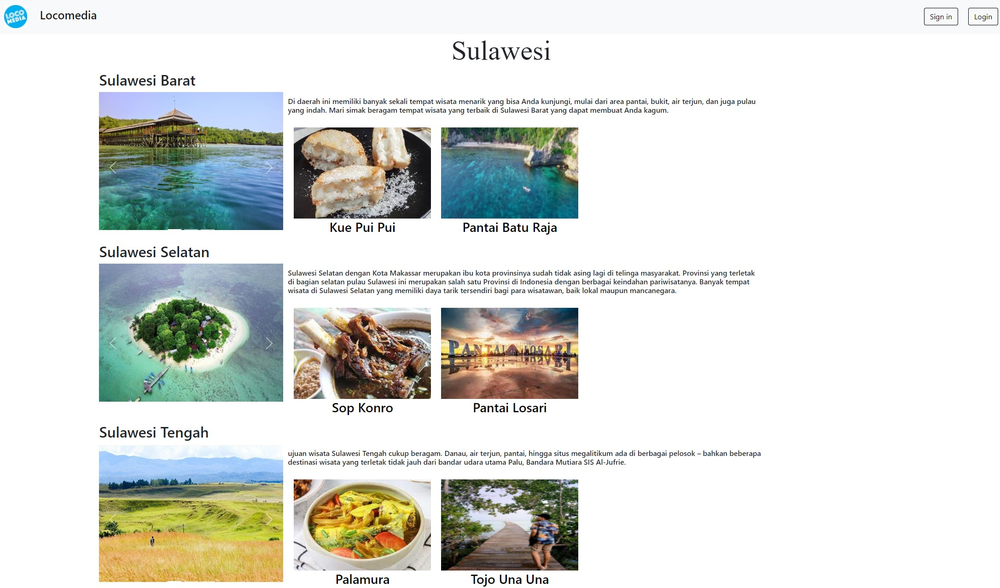 LOCO
MEDIA
Locomedia
Sign in
Login
Sulawesi
Sulawesi Barat
Di daerah ini memiliki banyak sekali tempat wisata menarik yang bisa Anda kunjungi, mulai dari area pantai, bukit, air terjun, dan juga pulau
yang indah. Mari simak beragam tempat wisata yang terbaik di Sulawesi Barat yang dapat membuat Anda kagum.
Kue Pui Pui
Pantai Batu Raja
Sulawesi Selatan
Sulawesi Selatan dengan Kota Makassar merupakan ibu kota provinsinya sudah tidak asing lagi di telinga masyarakat. Provinsi yang terletak
di bagian selatan pulau Sulawesi ini merupakan salah satu Provinsi di Indonesia dengan berbagai keindahan pariwisatanya. Banyak tempat
wisata di Sulawesi Selatan yang memiliki daya tarik tersendiri bagi para wisatawan, baik lokal maupun mancanegara.
PANTAI LOSARI
Sop Konro
Pantai Losari
Sulawesi Tengah
ujuan wisata Sulawesi Tengah cukup beragam. Danau, air terjun, pantai, hingga situs megalitikum ada di berbagai pelosok – bahkan beberapa
destinasi wisata yang terletak tidak jauh dari bandar udara utama Palu, Bandara Mutiara SIS Al-Jufrie.
Palamura
Tojo Una Una